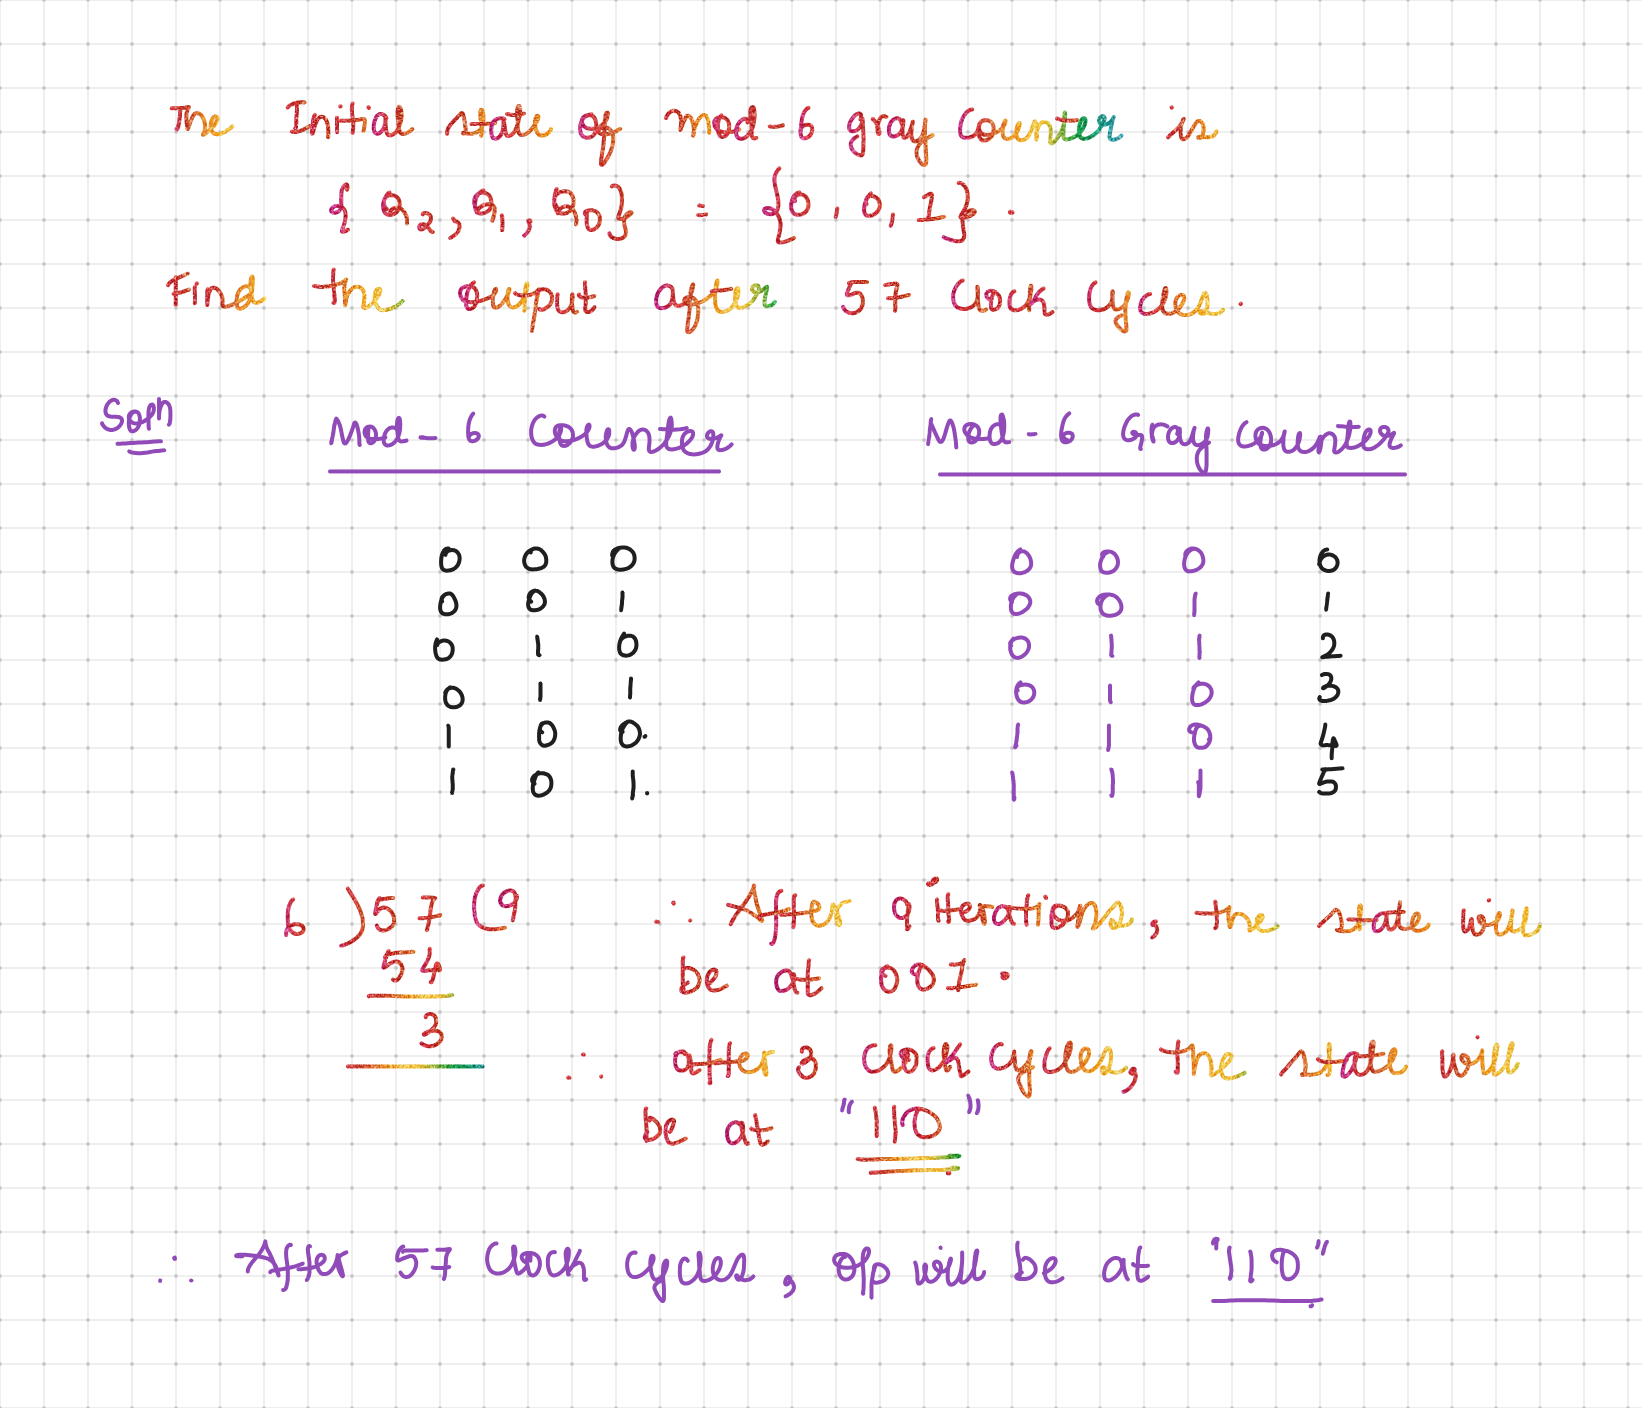 The Initial state of mod-6 gray counter is
{ Q2, Q1, Q0} = {0, 0, 1}.
Find the output after 57 Clock Cycles.
Soln
Mod-6 Counter Mod-6 Gray Counter
0 0 0 0 0 0 0
0 0 1 0 0 1 1
0 1 0 0 1 1 2
0 1 1 0 1 0 3
1 0 0. 1 1 0 4
1 0 1. 1 1 1 5
6 ) 57 ( 9 ∴ After 9 iterations, the state will
54 be at 001.
3 ∴ after 3 clock cycles, the state will
be at "110"
∴ After 57 Clock cycles, o/p will be at "110"